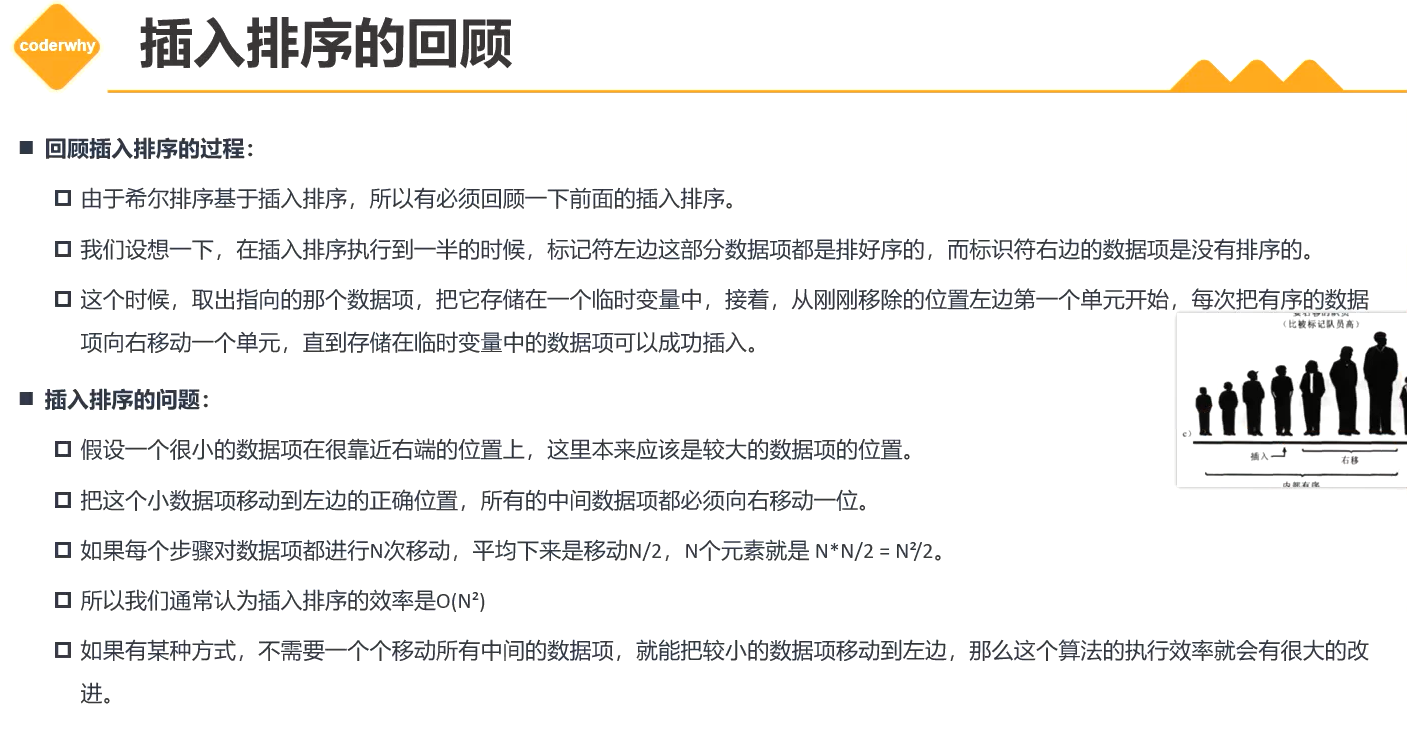 coderwhy
插入排序的回顾
回顾插入排序的过程：
由于希尔排序基于插入排序，所以有必须回顾一下前面的插入排序。
我们设想一下，在插入排序执行到一半的时候，标记符左边这部分数据项都是排好序的，而标识符右边的数据项是没有排序的。
这个时候，取出指向的那个数据项，把它存储在一个临时变量中，接着，从刚刚移除的位置左边第一个单元开始，每次把有序的数据
项向右移动一个单元，直到存储在临时变量中的数据项可以成功插入。
（比被标记队员高）
c）
插入
右移
插入排序的问题：
假设一个很小的数据项在很靠近右端的位置上，这里本来应该是较大的数据项的位置。
把这个小数据项移动到左边的正确位置，所有的中间数据项都必须向右移动一位。
如果每个步骤对数据项都进行N次移动，平均下来是移动N/2，N个元素就是 N*N/2 = N²/2。
所以我们通常认为插入排序的效率是O(N²)
如果有某种方式，不需要一个个移动所有中间的数据项，就能把较小的数据项移动到左边，那么这个算法的执行效率就会有很大的改
进。